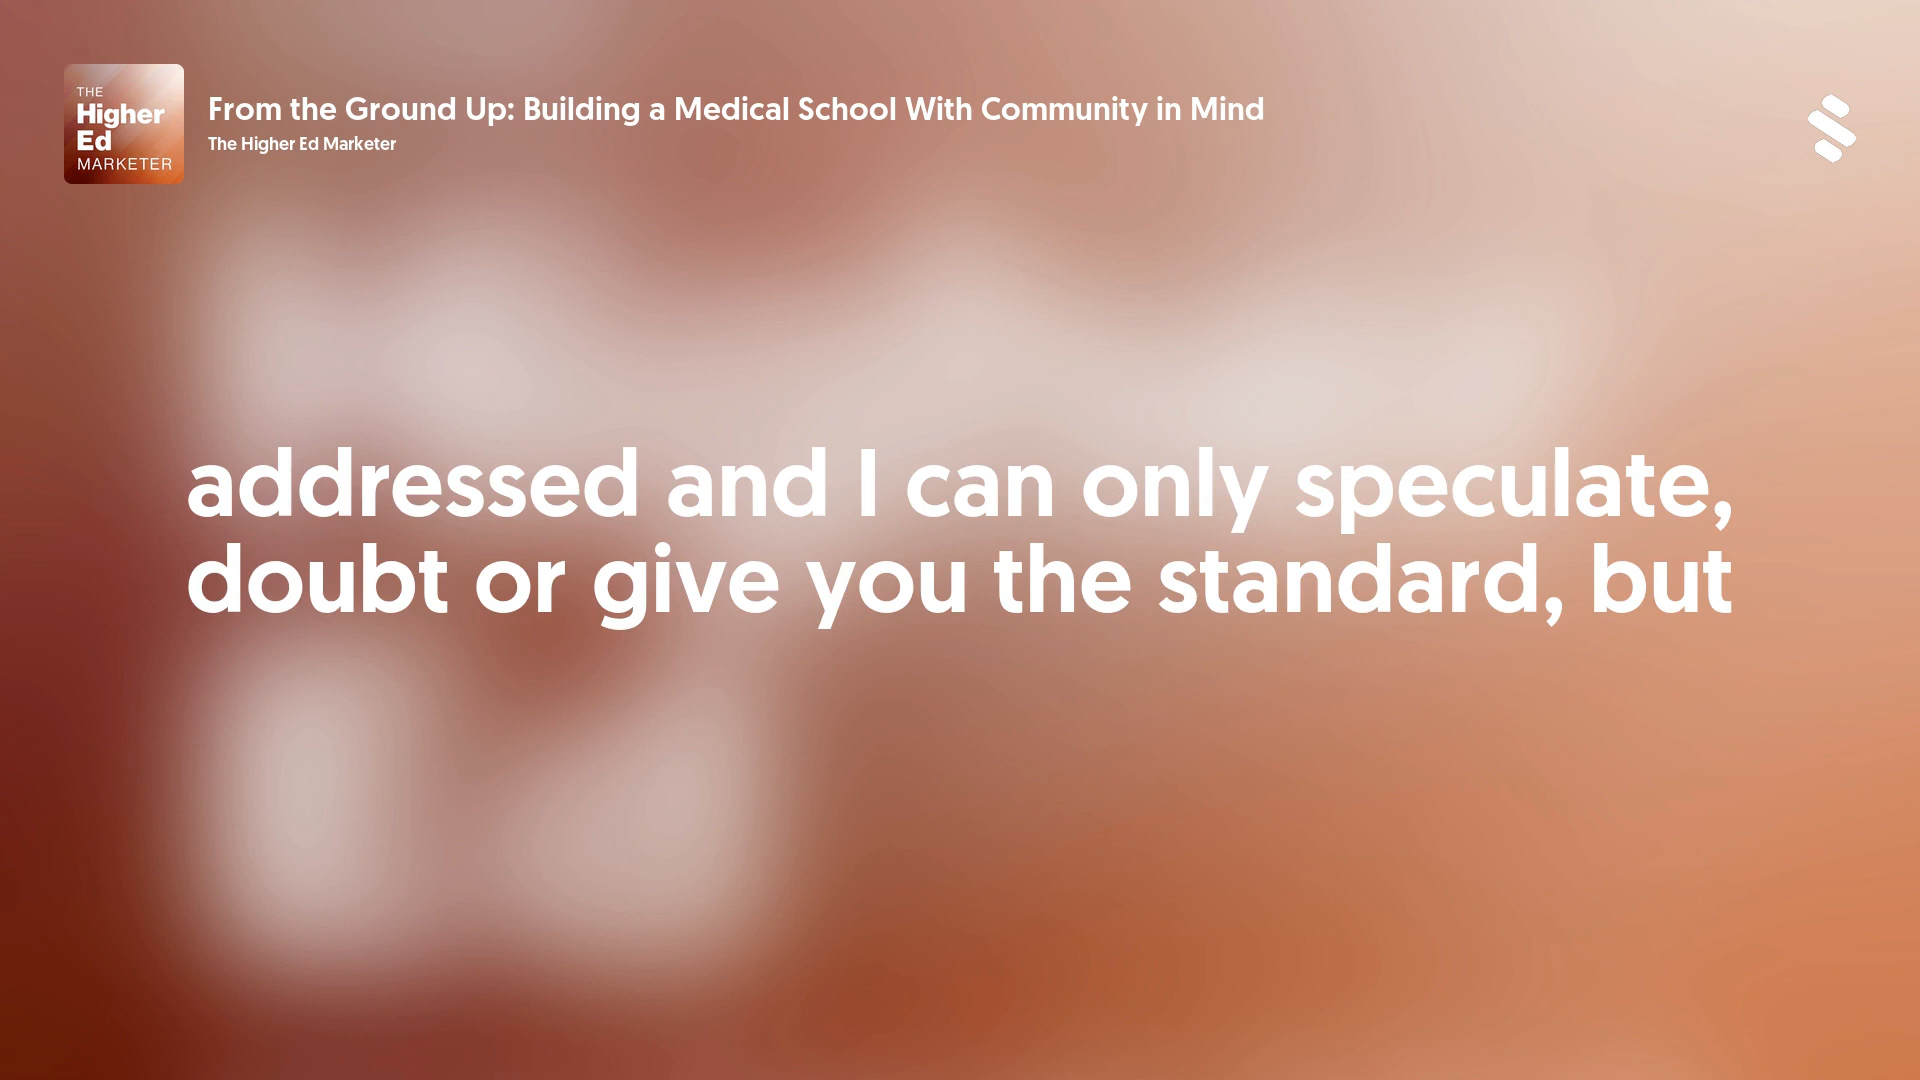 THE
Higher
Ed
MARKETER
From the Ground Up: Building a Medical School With Community in Mind
The Higher Ed Marketer
addressed and I can only speculate,
doubt or give you the standard, but